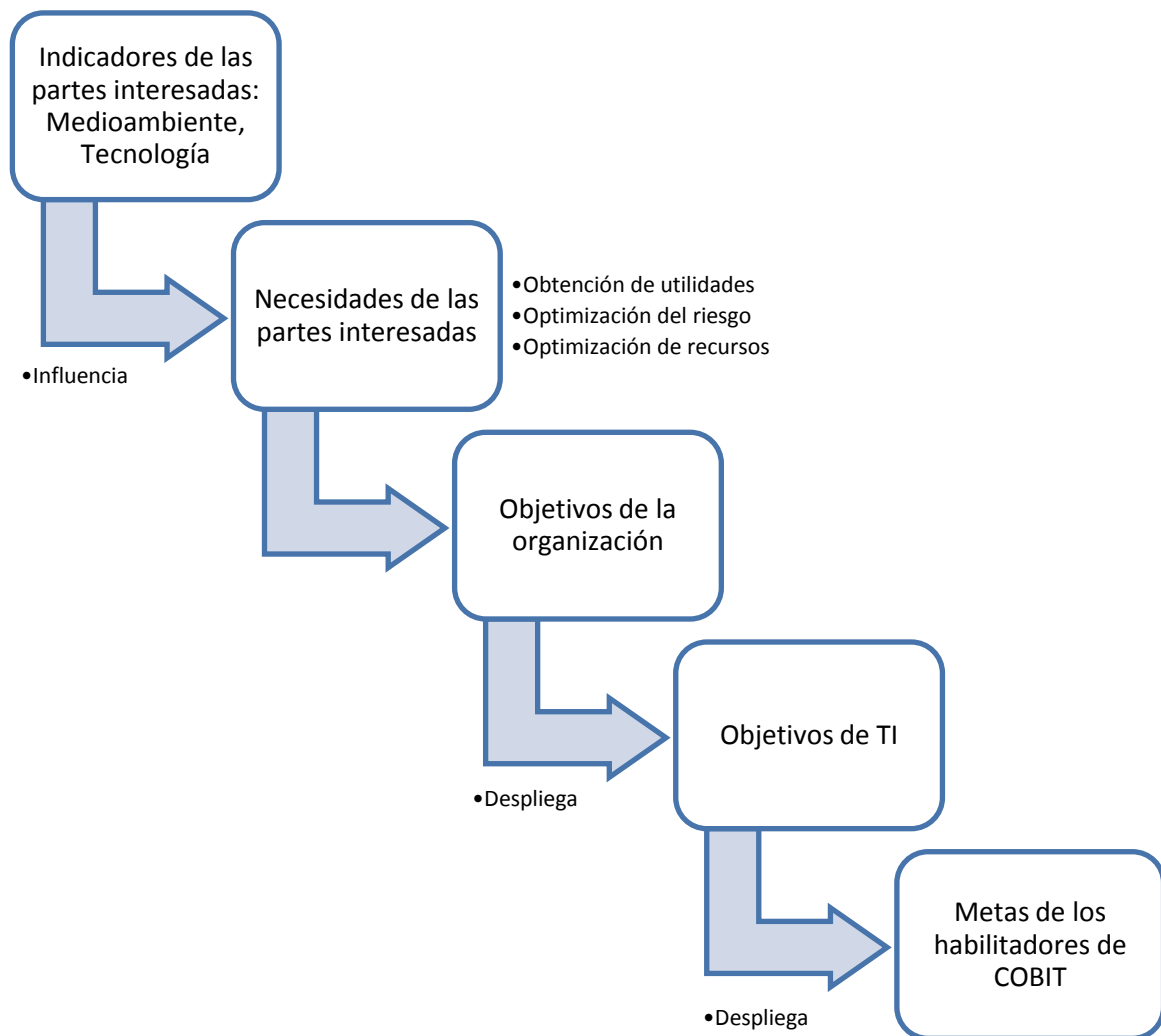 Indicadores de las
partes interesadas:
Medioambiente,
Tecnología
•Influencia
Necesidades de las
partes interesadas
•Obtención de utilidades
•Optimización del riesgo
•Optimización de recursos
Objetivos de la
organización
•Despliega
Objetivos de TI
•Despliega
Metas de los
habilitadores de
COBIT